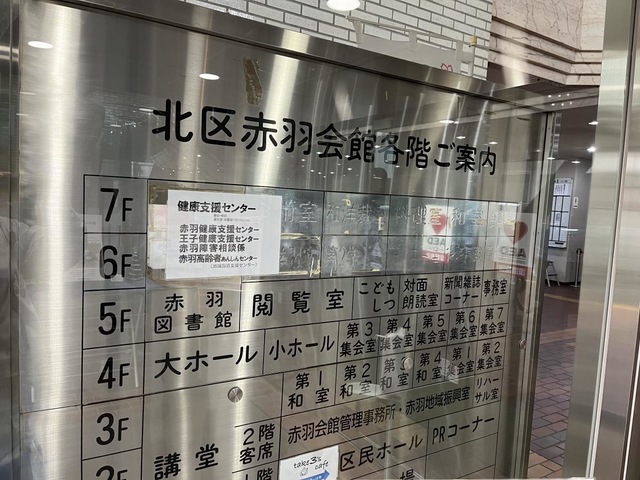 北区赤羽会館各階ご案内
7F
健康支援センター
赤羽健康支援センター
王子健康支援センター
赤羽障害相談係
赤羽高齢者あんしんセンター
AED
AED
6F
5F
赤羽図書館
閲覧室
こどもしつ
対面朗読室
新聞雑誌コーナー
事務室
4F
大ホール
小ホール
第3集会室
第4集会室
第5集会室
第6集会室
第7集会室
第1和室
第2和室
第3和室
第4和室
第1集会室
第2集会室
3F
講堂
2階客席
赤羽会館管理事務所・赤羽地域振興室
リハーサル室
2F
1階
take3's cafe
区民ホール
PRコーナー
場